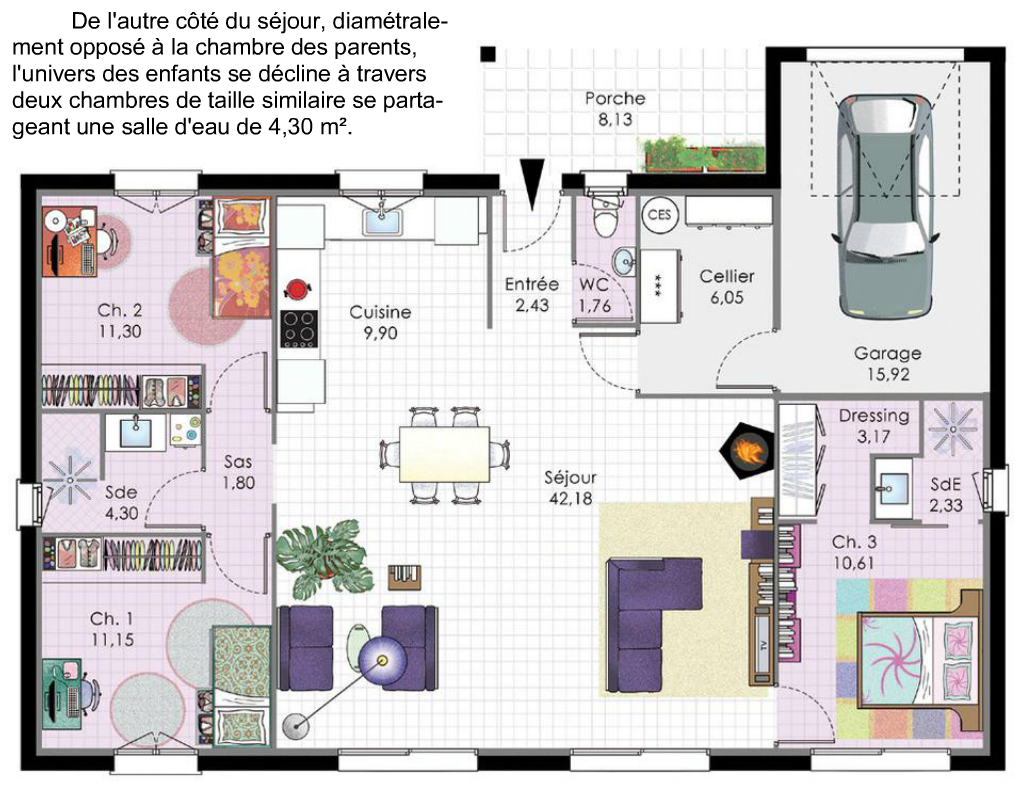 De l'autre côté du séjour, diamétrale-
ment opposé à la chambre des parents,
l'univers des enfants se décline à travers
deux chambres de taille similaire se parta-
geant une salle d'eau de 4,30 m².
Porche
8,13
CES
Cellier
6,05
Entrée
2,43
WC
1,76
Ch. 2
11,30
Cuisine
9,90
Garage
15,92
Dressing
3,17
Sas
1,80
Séjour
42,18
Sde
4,30
SdE
2,33
Ch. 3
10,61
Ch. 1
11,15
TV